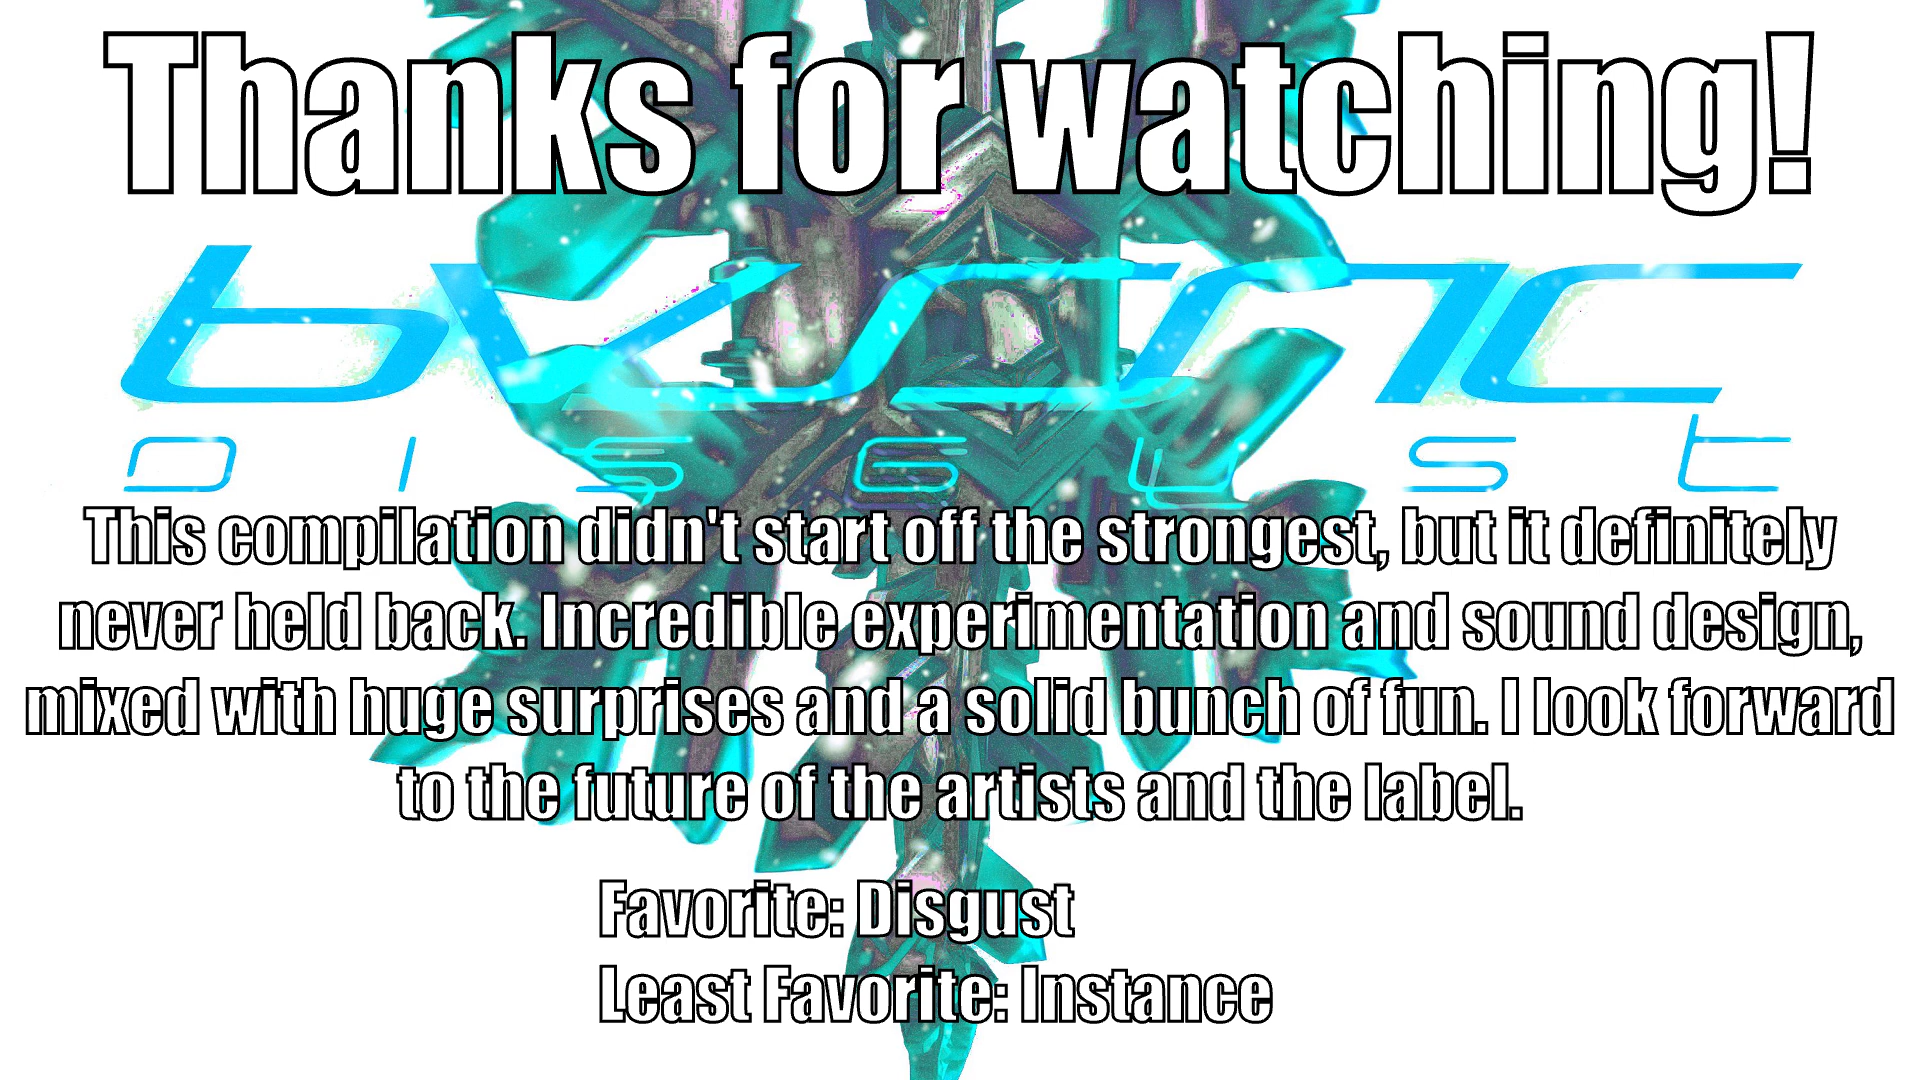 Thanks for watching!
DISGUST
This compilation didn't start off the strongest, but it definitely
never held back. Incredible experimentation and sound design,
mixed with huge surprises and a solid bunch of fun. I look forward
to the future of the artists and the label.
Favorite: Disgust
Least Favorite: Instance